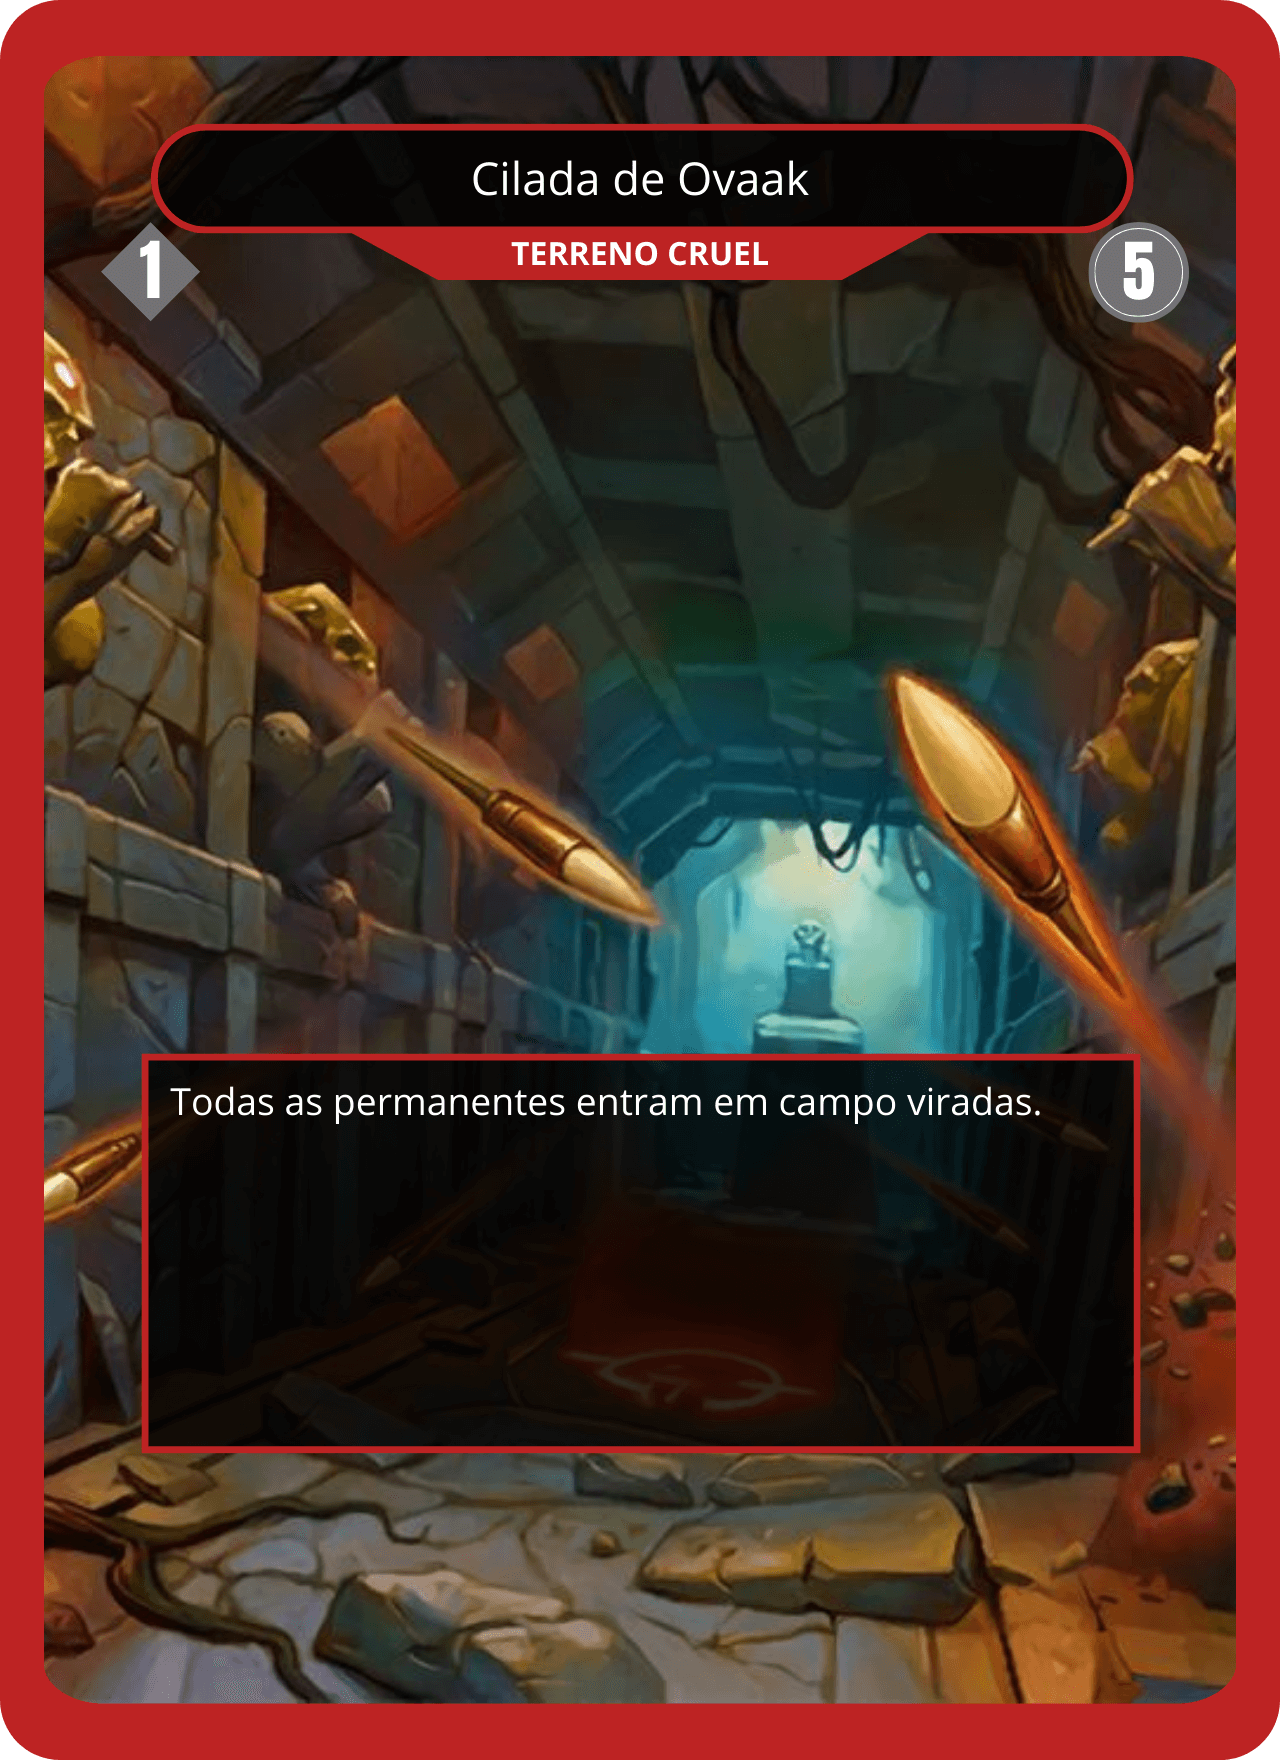 Cilada de Ovaak
TERRENO CRUEL
1
5
Todas as permanentes entram em campo viradas.